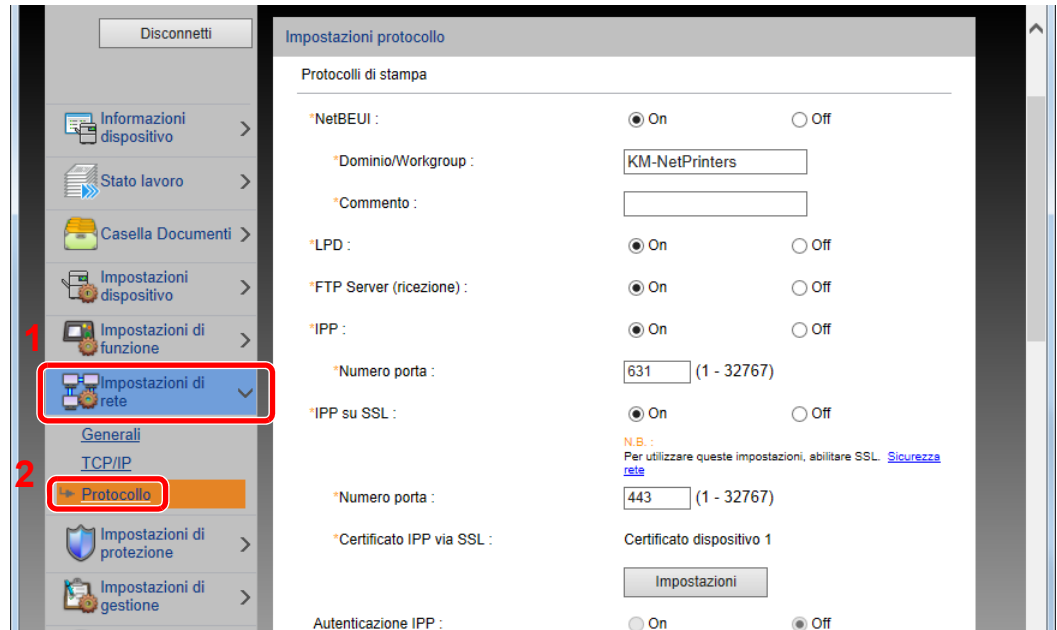 Disconnetti
Informazioni
dispositivo
Stato lavoro
Casella Documenti
Impostazioni
dispositivo
1
Impostazioni di
funzione
Impostazioni di
rete
Generali
TCP/IP
2
Protocollo
Impostazioni di
protezione
Impostazioni di
gestione
Impostazioni protocollo
Protocolli di stampa
*NetBEUI : On Off
*Dominio/Workgroup : KM-NetPrinters
*Commento :
*LPD : On Off
*FTP Server (ricezione) : On Off
*IPP : On Off
*Numero porta : 631 (1 - 32767)
*IPP su SSL : On Off
N.B. :
Per utilizzare queste impostazioni, abilitare SSL. Sicurezza
rete
*Numero porta : 443 (1 - 32767)
*Certificato IPP via SSL : Certificato dispositivo 1
Impostazioni
Autenticazione IPP : On Off